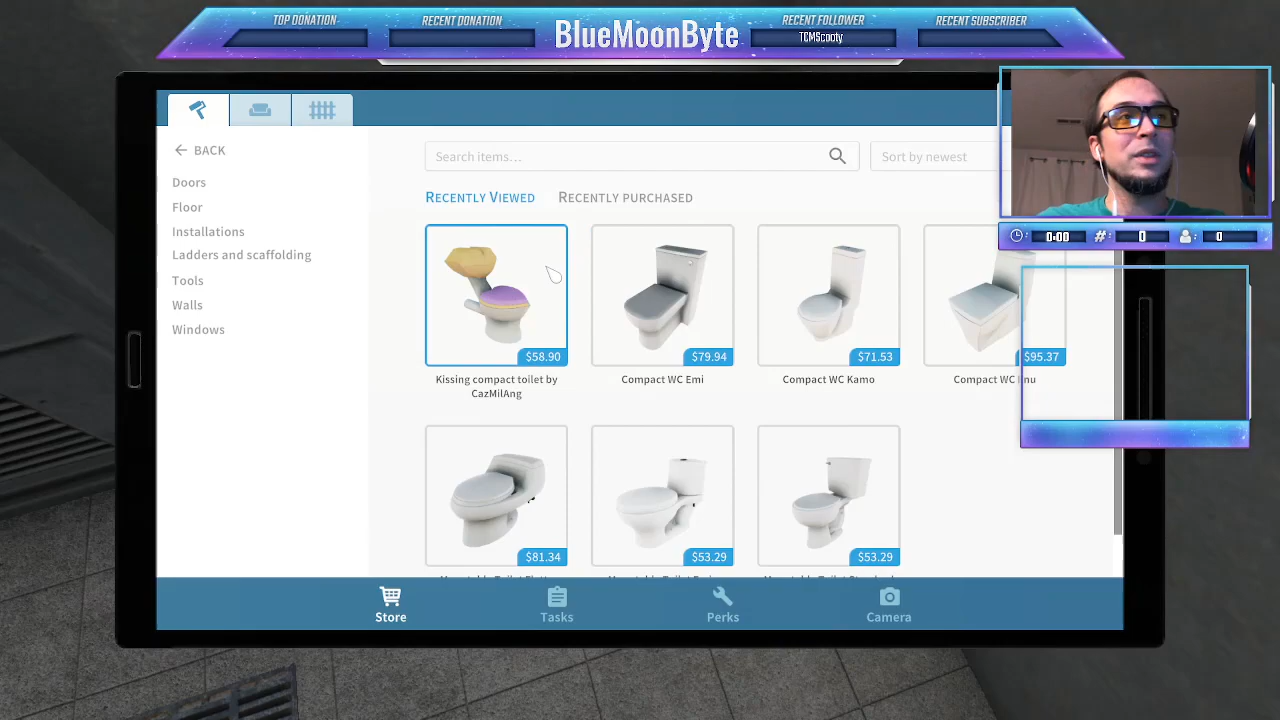 TOP DONATION
RECENT DONATION
BlueMoonByte
RECENT FOLLOWER
TCMScooty
RECENT SUBSCRIBER
BACK
Doors
Floor
Installations
Ladders and scaffolding
Tools
Walls
Windows
Search items...
Sort by newest
RECENTLY VIEWED
RECENTLY PURCHASED
$58.90
$79.94
$71.53
$95.37
Kissing compact toilet by
CazMilAng
Compact WC Emi
Compact WC Kamo
Compact WC
0:00
#: 0
0
$81.34
$53.29
$53.29
Store
Tasks
Perks
Camera